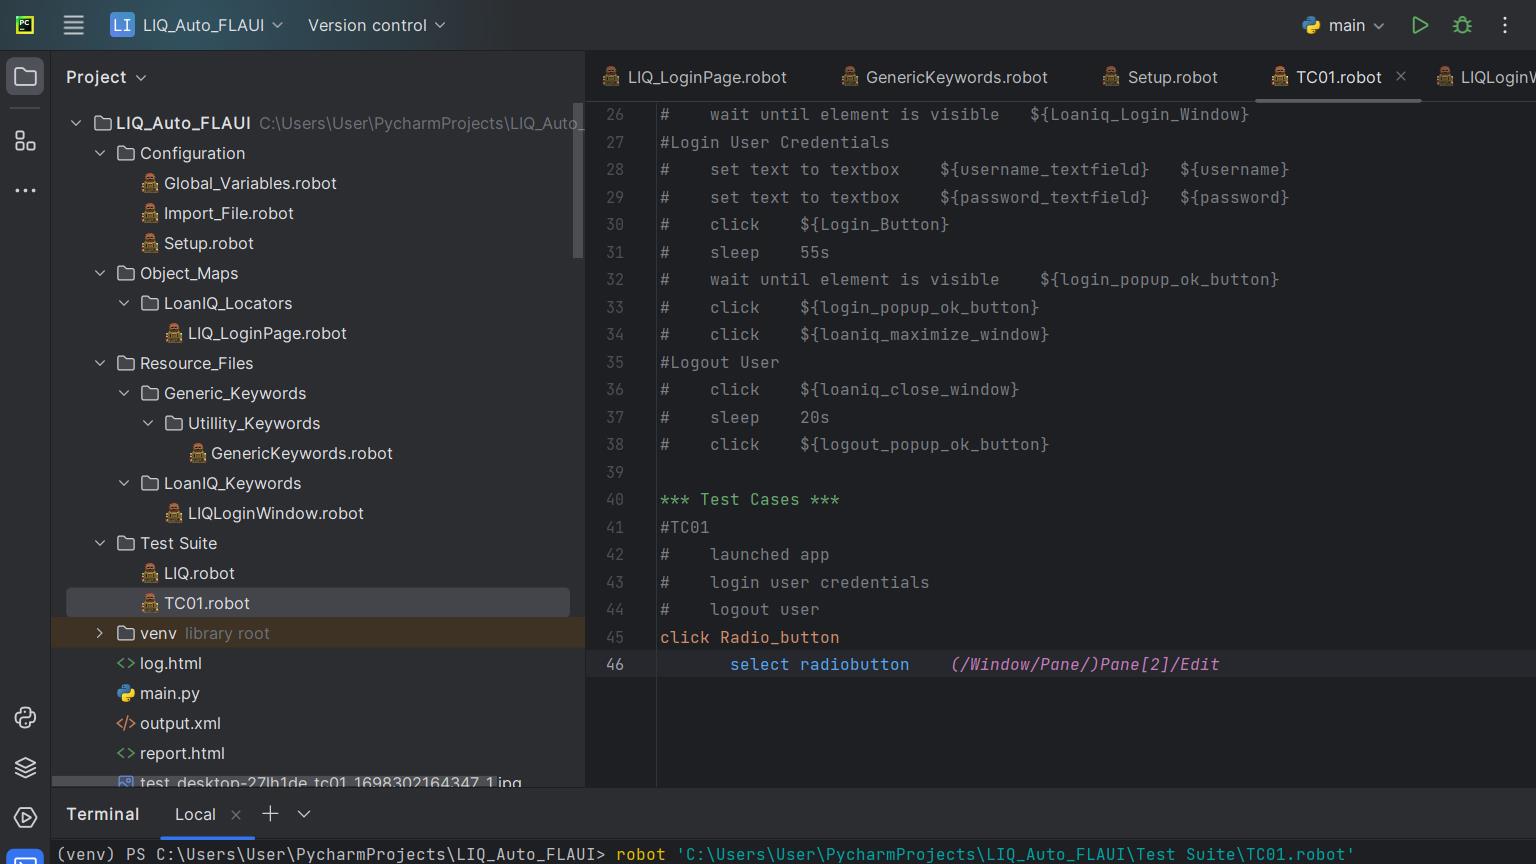 PC
LI LIQ_Auto_FLAUI Version control main
Project
LIQ_Auto_FLAUI C:\Users\User\PycharmProjects\LIQ_Auto_
Configuration
Global_Variables.robot
Import_File.robot
Setup.robot
Object_Maps
LoanIQ_Locators
LIQ_LoginPage.robot
Resource_Files
Generic_Keywords
Utillity_Keywords
GenericKeywords.robot
LoanIQ_Keywords
LIQLoginWindow.robot
Test Suite
LIQ.robot
TC01.robot
venv library root
log.html
main.py
output.xml
report.html
test_desktop-27lh1de_tc01_1698302164347_1.jpg
LIQ_LoginPage.robot GenericKeywords.robot Setup.robot TC01.robot LIQLoginW
26 # wait until element is visible ${Loaniq_Login_Window}
27 #Login User Credentials
28 # set text to textbox ${username_textfield} ${username}
29 # set text to textbox ${password_textfield} ${password}
30 # click ${Login_Button}
31 # sleep 55s
32 # wait until element is visible ${login_popup_ok_button}
33 # click ${login_popup_ok_button}
34 # click ${loaniq_maximize_window}
35 #Logout User
36 # click ${loaniq_close_window}
37 # sleep 20s
38 # click ${logout_popup_ok_button}
39
40 *** Test Cases ***
41 #TC01
42 # launched app
43 # login user credentials
44 # logout user
45 click Radio_button
46 select radiobutton (/Window/Pane/)Pane[2]/Edit
Terminal Local
(venv) PS C:\Users\User\PycharmProjects\LIQ_Auto_FLAUI> robot 'C:\Users\User\PycharmProjects\LIQ_Auto_FLAUI\Test Suite\TC01.robot'